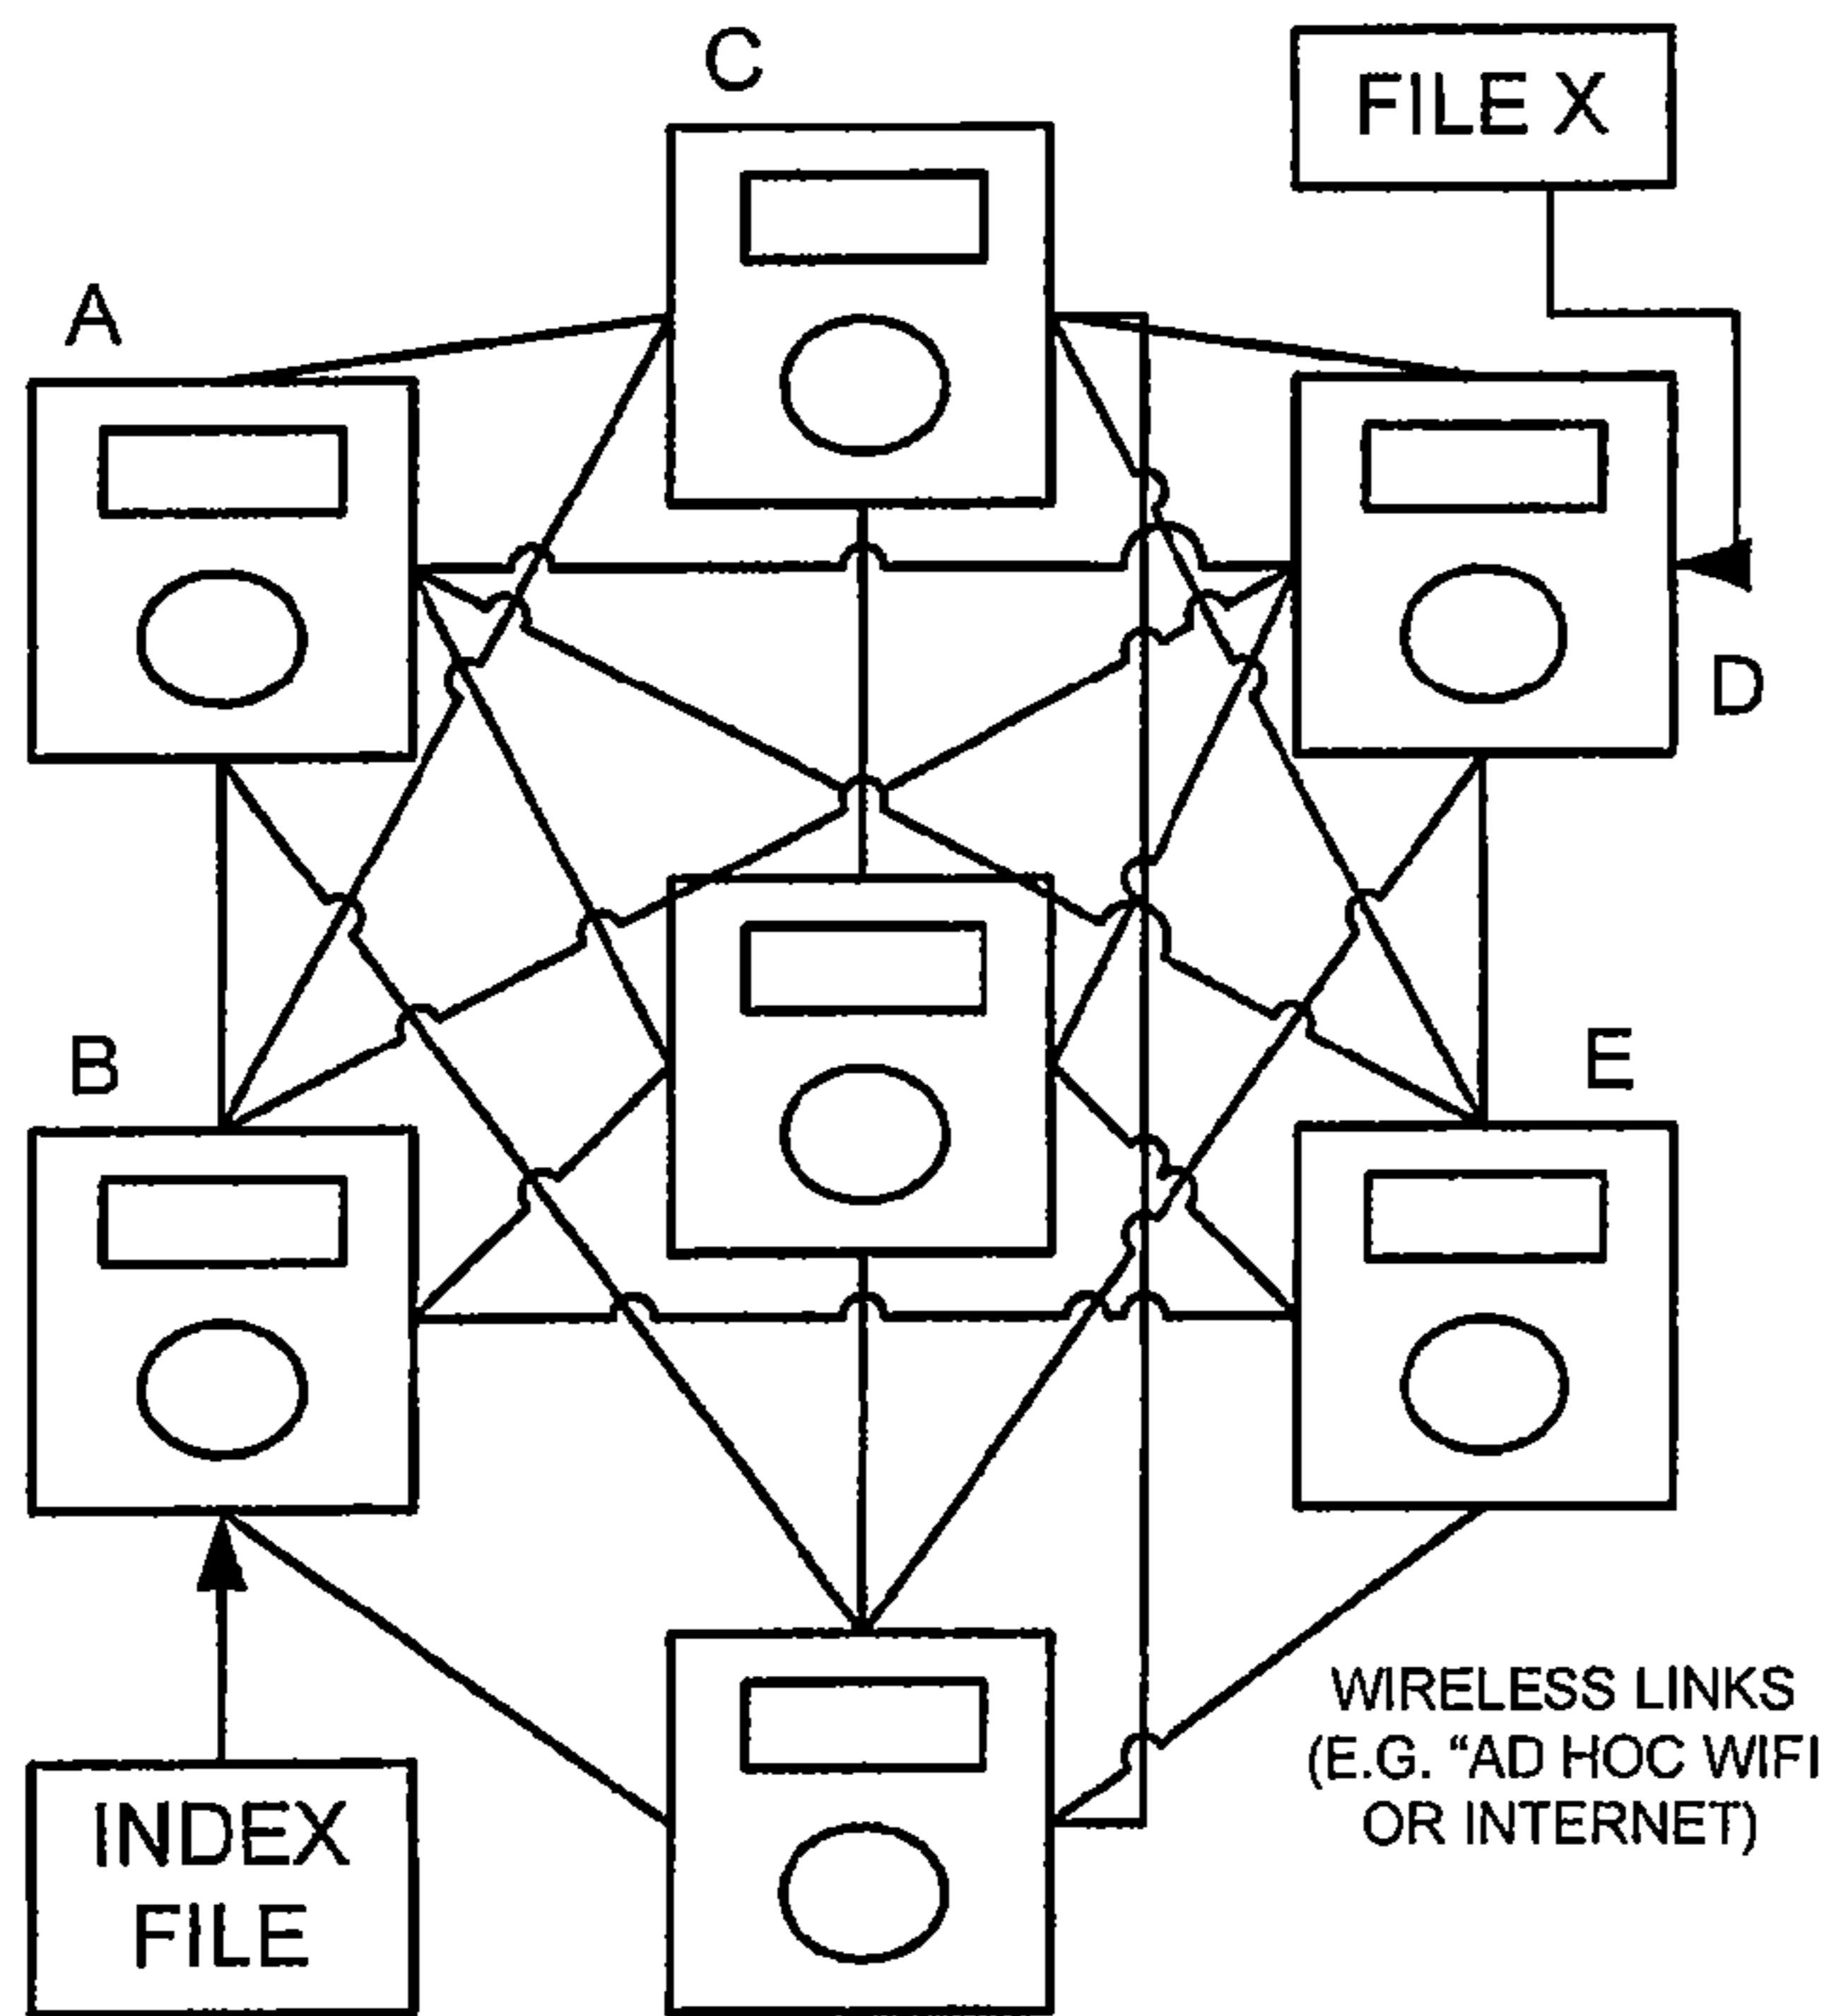 C
FILE X
A
D
B
E
WIRELESS LINKS
(E.G. “AD HOC WIFI
OR INTERNET)
INDEX
FILE